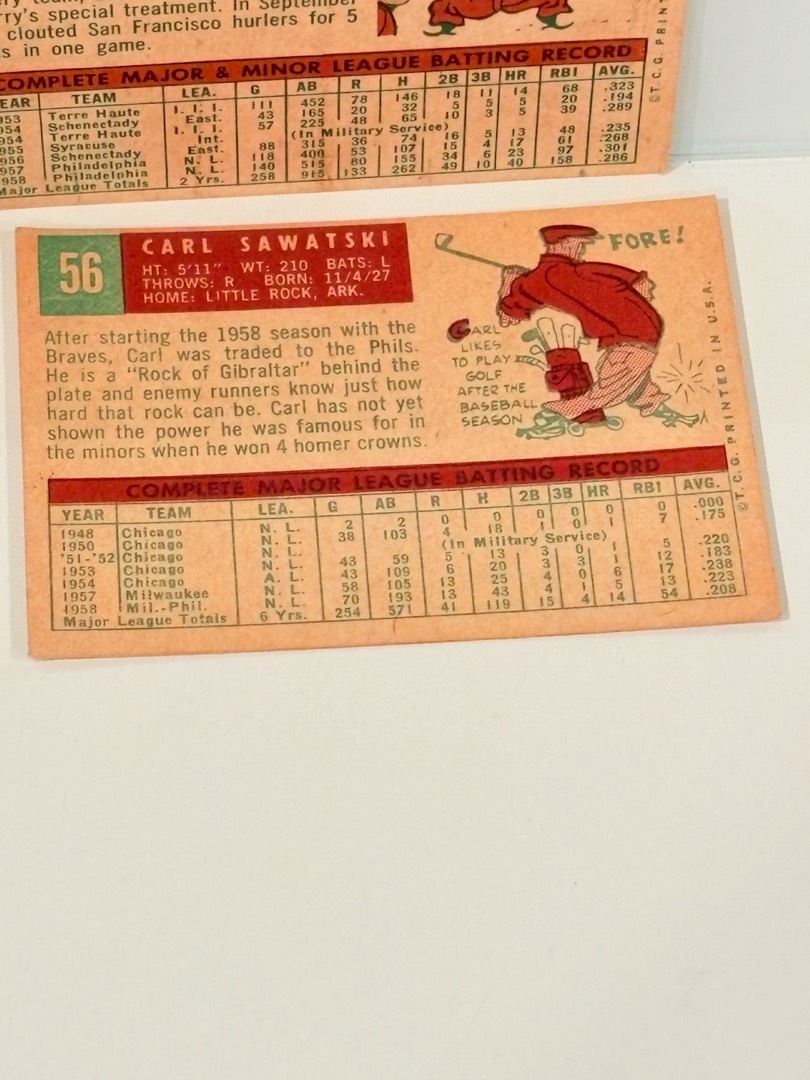 ry's special treatment. In September
clouted San Francisco hurlers for 5
s in one game.
COMPLETE MAJOR & MINOR LEAGUE BATTING RECORD
EAR TEAM LEA. G AB R H 2B 3B HR RBI AVG.
953 Terre Haute I. I. I. 111 452 78 146 18 11 14 68 .323
954 Schenectady East. 43 165 20 32 5 5 5 20 .194
954 Terre Haute I. I. I. 57 225 48 65 10 3 5 39 .289
955 Syracuse Int. (In Military Service)
956 Schenectady East. 88 315 36 74 16 5 13 48 .235
957 Philadelphia N. L. 118 400 53 107 15 4 17 61 .268
958 Philadelphia N. L. 140 515 80 155 34 6 23 97 .301
Major League Totals 2 Yrs. 258 915 133 262 49 10 40 158 .286
©T. C. G. PRINT
56
CARL SAWATSKI
HT: 5'11" WT: 210 BATS: L
THROWS: R BORN: 11/4/27
HOME: LITTLE ROCK, ARK.
After starting the 1958 season with the
Braves, Carl was traded to the Phils.
He is a "Rock of Gibraltar" behind the
plate and enemy runners know just how
hard that rock can be. Carl has not yet
shown the power he was famous for in
the minors when he won 4 homer crowns.
FORE!
CARL
LIKES
TO PLAY
GOLF
AFTER THE
BASEBALL
SEASON
COMPLETE MAJOR LEAGUE BATTING RECORD
YEAR TEAM LEA. G AB R H 2B 3B HR RBI AVG.
1948 Chicago N. L. 2 2 0 0 0 0 0 0 .000
1950 Chicago N. L. 38 103 4 18 1 0 1 7 .175
'51-'52 Chicago N. L. (In Military Service)
1953 Chicago N. L. 43 59 5 13 3 0 1 5 .220
1954 Chicago A. L. 43 109 6 20 3 3 1 12 .183
1957 Milwaukee N. L. 58 105 13 25 4 0 6 17 .238
1958 Mil.-Phil. N. L. 70 193 13 43 4 1 5 13 .223
Major League Totals 6 Yrs. 254 571 41 119 15 4 14 54 .208
©T. C. G. PRINTED IN U.S.A.